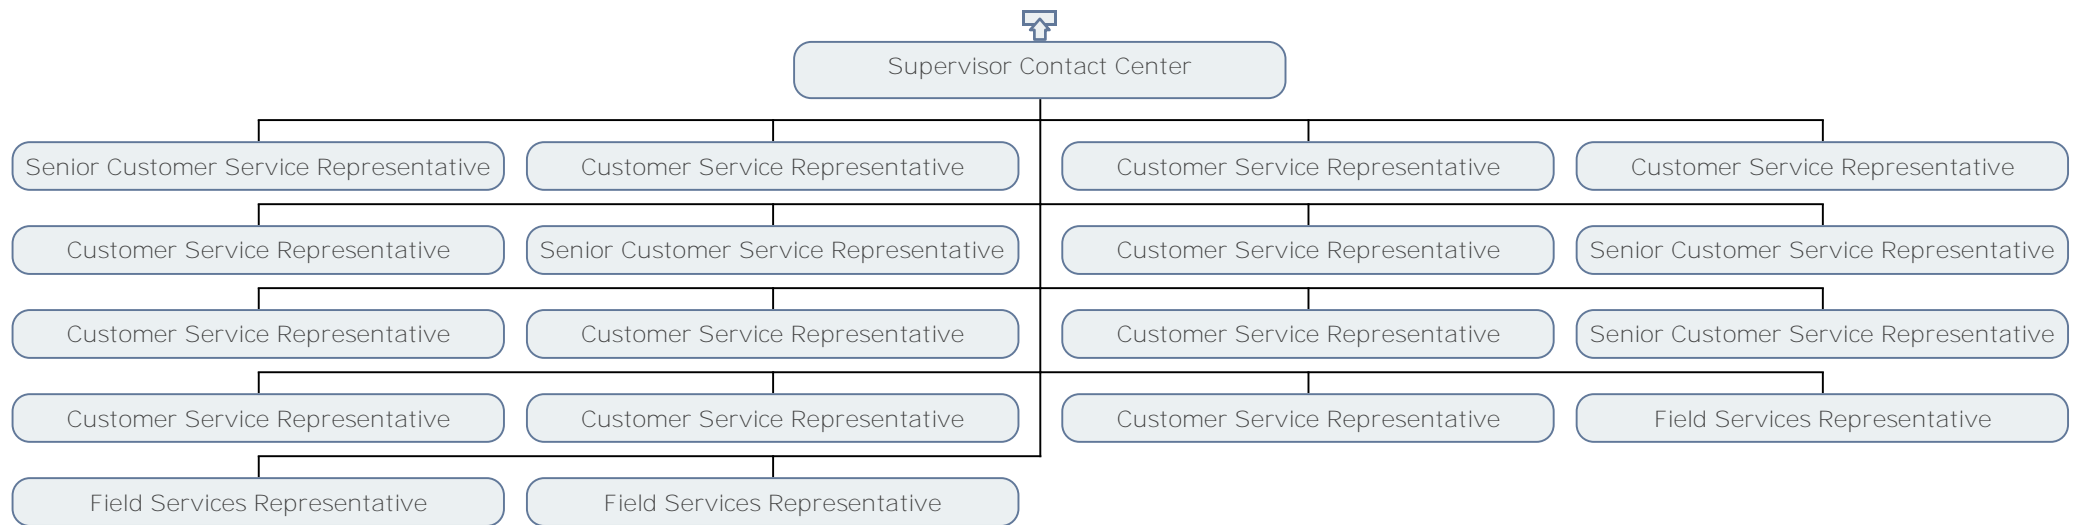 Supervisor Contact Center
Senior Customer Service Representative
Customer Service Representative
Customer Service Representative
Customer Service Representative
Customer Service Representative
Senior Customer Service Representative
Customer Service Representative
Senior Customer Service Representative
Customer Service Representative
Customer Service Representative
Customer Service Representative
Senior Customer Service Representative
Customer Service Representative
Customer Service Representative
Customer Service Representative
Field Services Representative
Field Services Representative
Field Services Representative